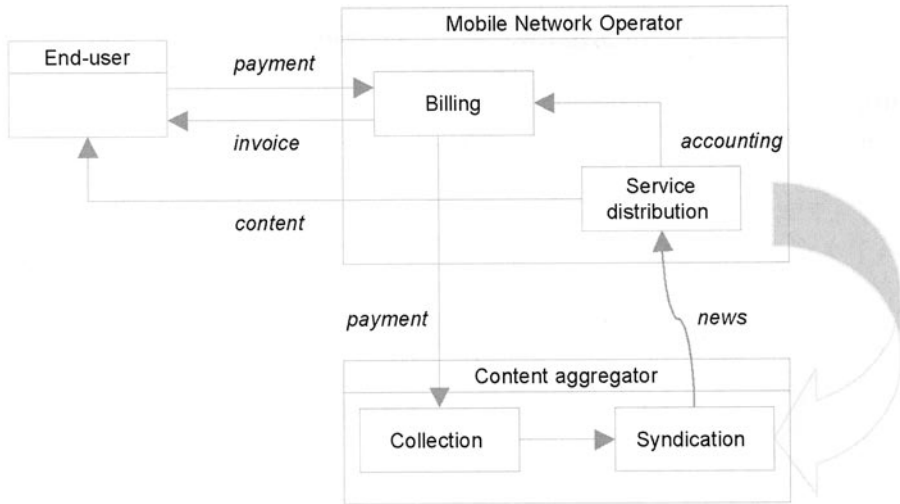 Mobile Network Operator
End-user
payment
Billing
invoice
accounting
Service
distribution
content
payment
news
Content aggregator
Collection
Syndication